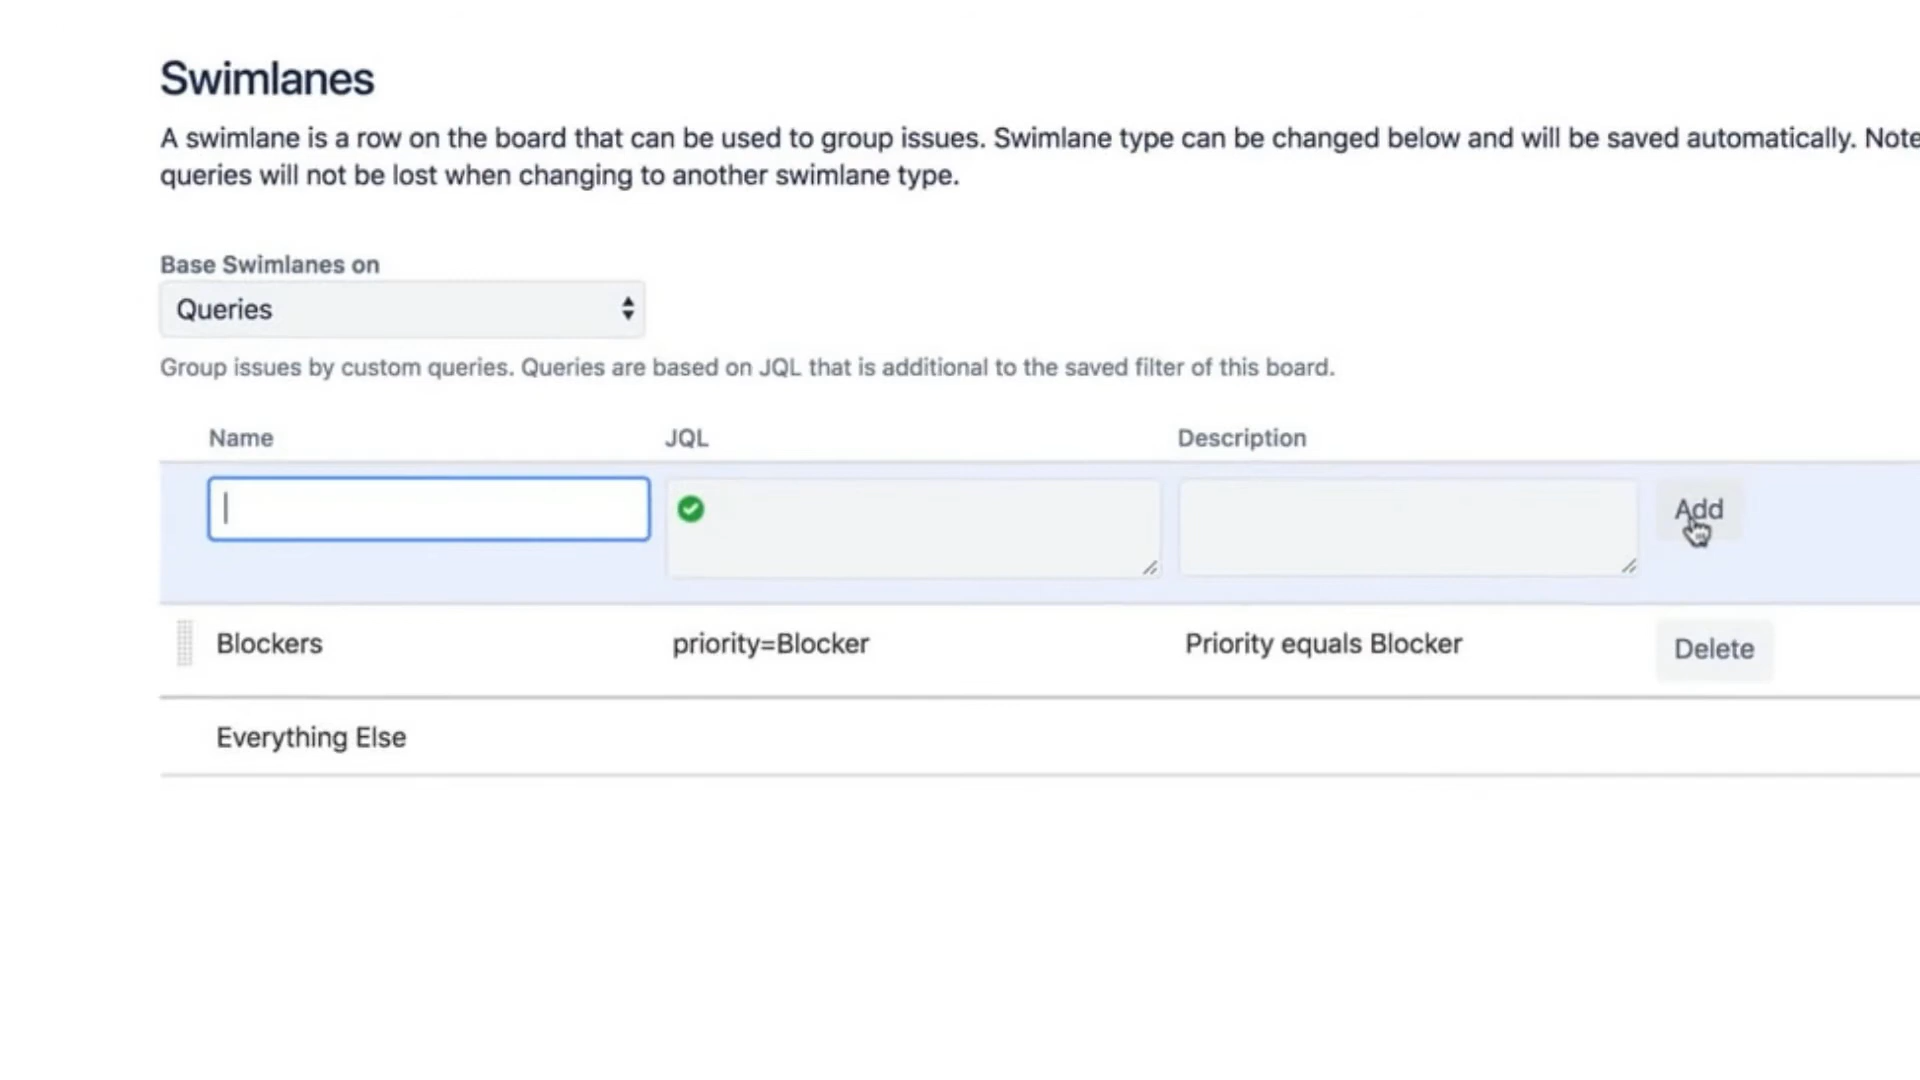 Swimlanes
A swimlane is a row on the board that can be used to group issues. Swimlane type can be changed below and will be saved automatically. Note
queries will not be lost when changing to another swimlane type.
Base Swimlanes on
Queries
Group issues by custom queries. Queries are based on JQL that is additional to the saved filter of this board.
Name JQL Description
Add
Blockers priority=Blocker Priority equals Blocker Delete
Everything Else